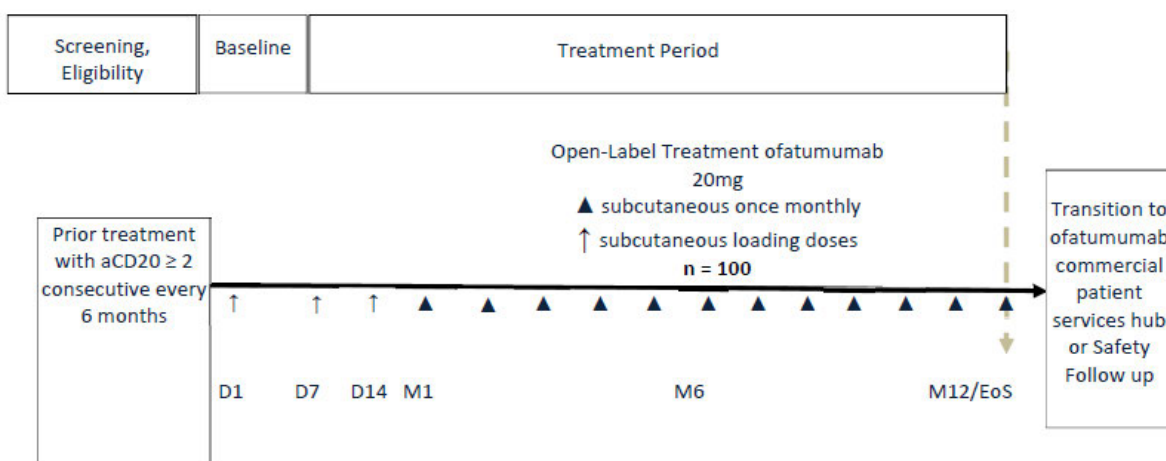 Screening,
Eligibility
Baseline
Treatment Period
Open-Label Treatment ofatumumab
20mg
▲ subcutaneous once monthly
↑ subcutaneous loading doses
n = 100
Prior treatment
with aCD20 ≥ 2
consecutive every
6 months
Transition to
ofatumumab
commercial
patient
services hub
or Safety
Follow up
D1 D7 D14 M1 M6 M12/EoS